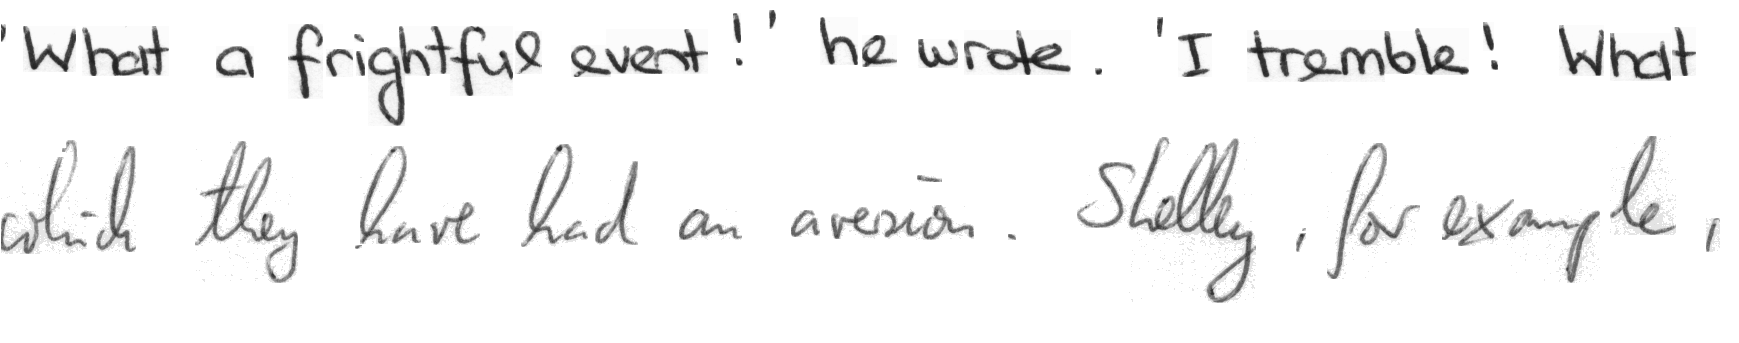 'What a frightful event!' he wrote. 'I tremble! What
which they have had an aversion. Shelley, for example,